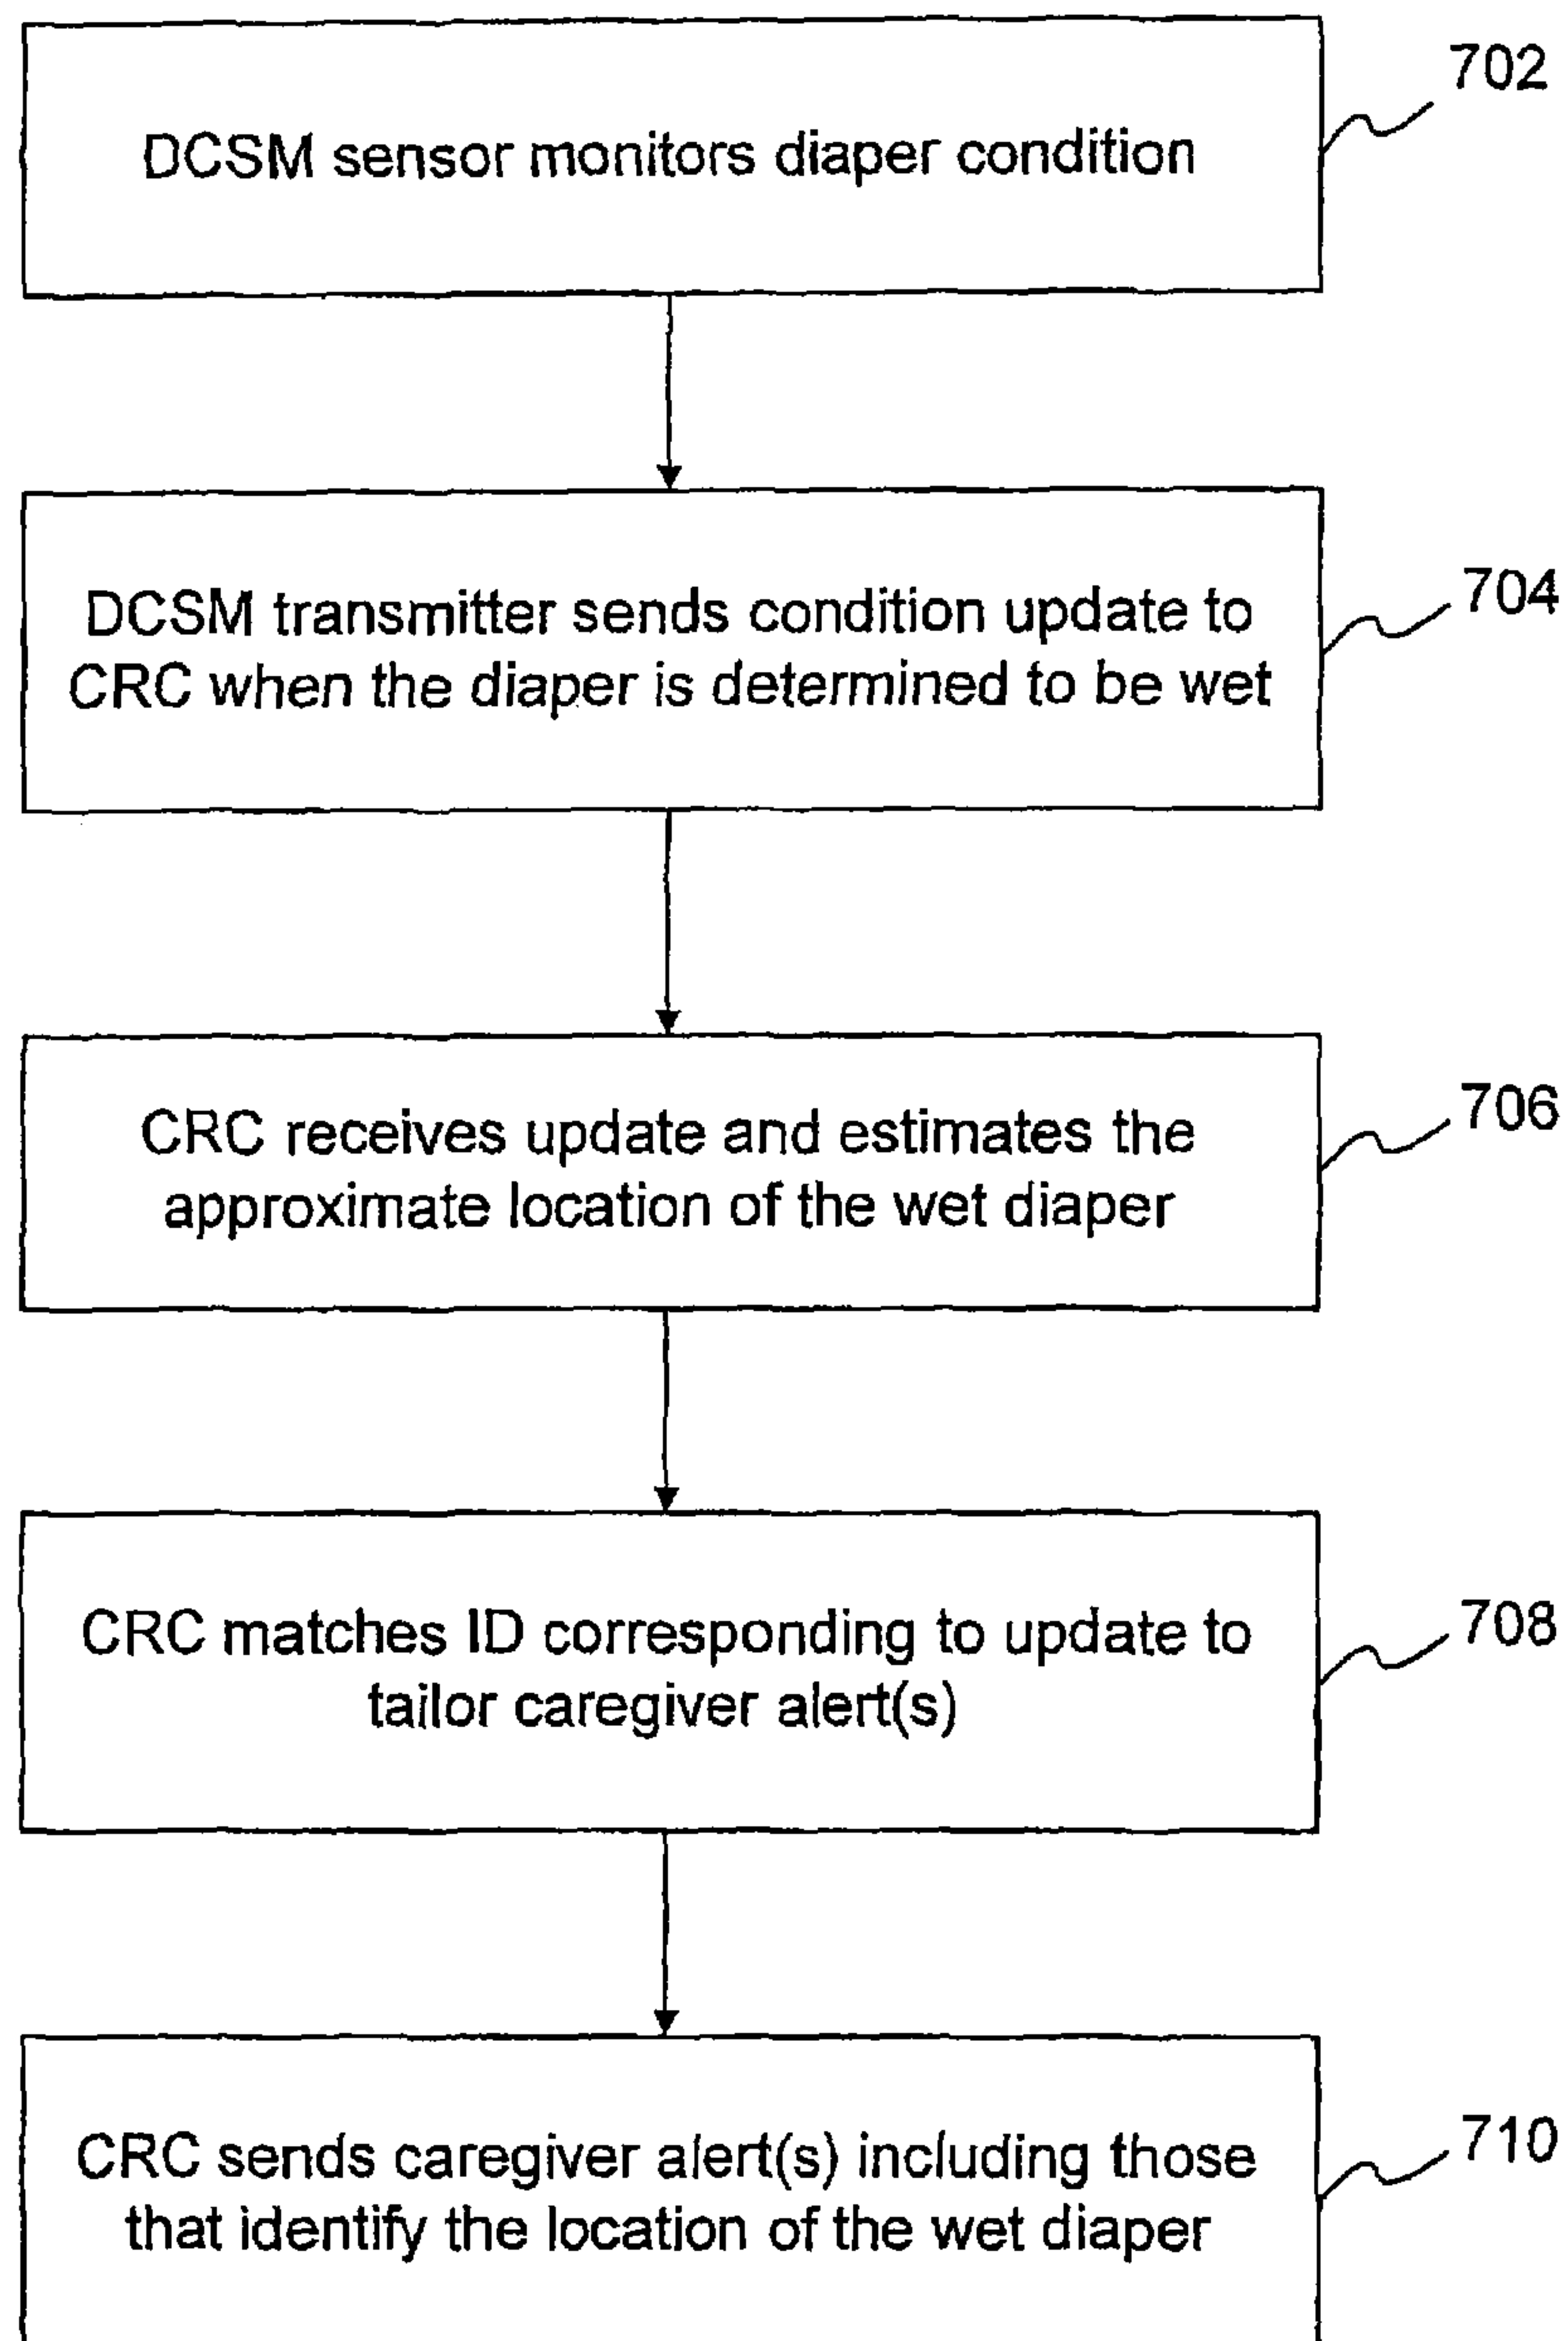 DCSM sensor monitors diaper condition
702
DCSM transmitter sends condition update to
CRC when the diaper is determined to be wet
704
CRC receives update and estimates the
approximate location of the wet diaper
706
CRC matches ID corresponding to update to
tailor caregiver alert(s)
708
CRC sends caregiver alert(s) including those
that identify the location of the wet diaper
710